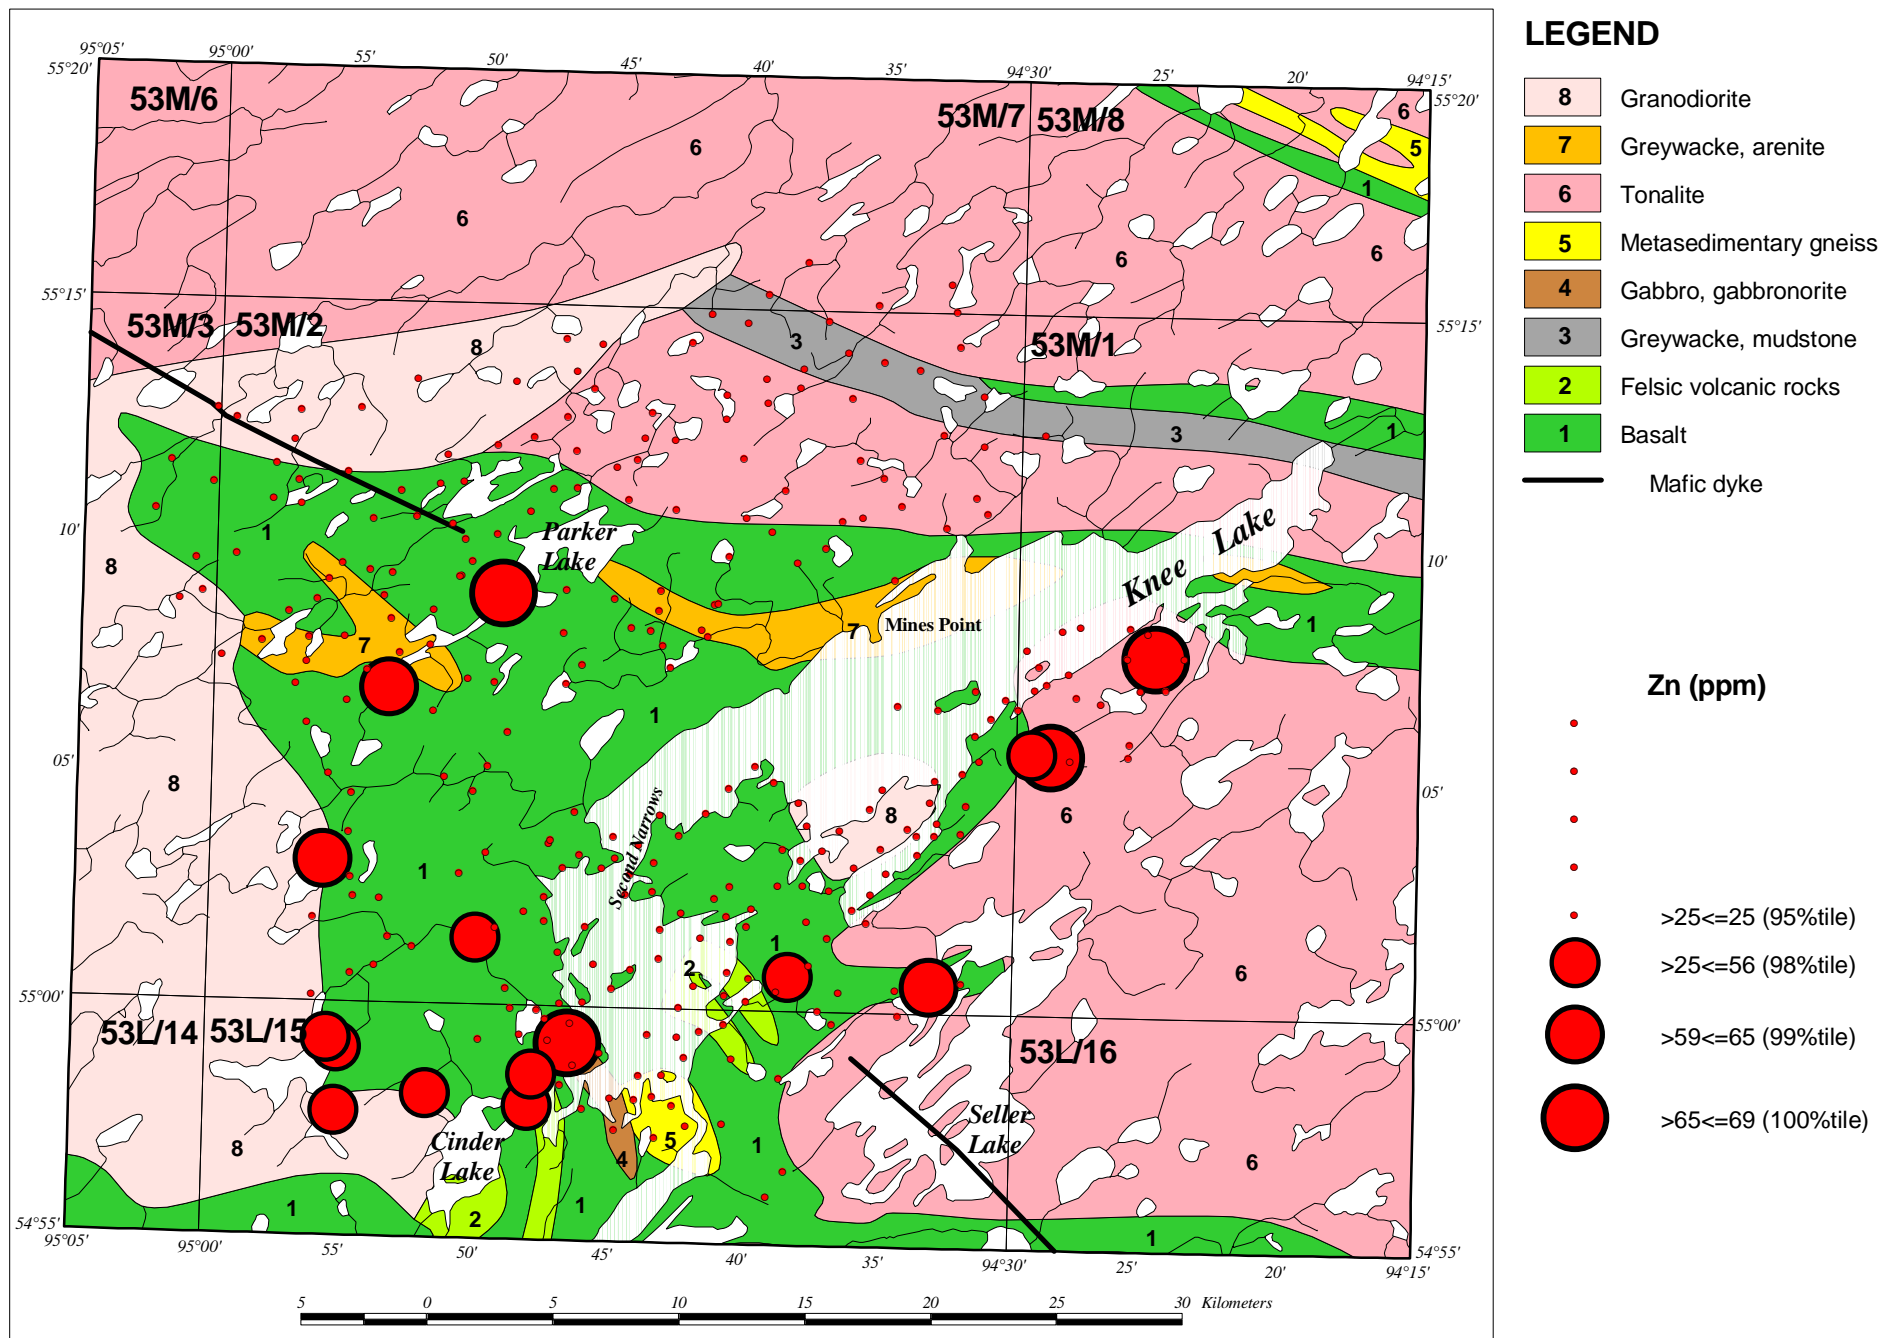 95°05'
95°00'
55'
50'
45'
40'
35'
94°30'
25'
20'
94°15'
55°20'
55°20'
53M/6
53M/7
53M/8
6
5
6
1
6
6
6
6
55°15'
55°15'
53M/3
53M/2
53M/1
8
3
3
1
10'
10'
1
8
Parker
Lake
Knee Lake
7
7
Mines Point
1
1
05'
05'
8
8
6
1
Second Narrows
1
2
6
55°00'
55°00'
53L/14
53L/15
53L/16
Seller
Lake
Cinder
Lake
8
5
4
1
6
1
2
1
1
54°55'
54°55'
95°05'
95°00'
55'
50'
45'
40'
35'
94°30'
25'
20'
94°15'
5
0
5
10
15
20
25
30
Kilometers
LEGEND
8 Granodiorite
7 Greywacke, arenite
6 Tonalite
5 Metasedimentary gneiss
4 Gabbro, gabbronorite
3 Greywacke, mudstone
2 Felsic volcanic rocks
1 Basalt
Mafic dyke
Zn (ppm)
>25<=25 (95%tile)
>25<=56 (98%tile)
>59<=65 (99%tile)
>65<=69 (100%tile)